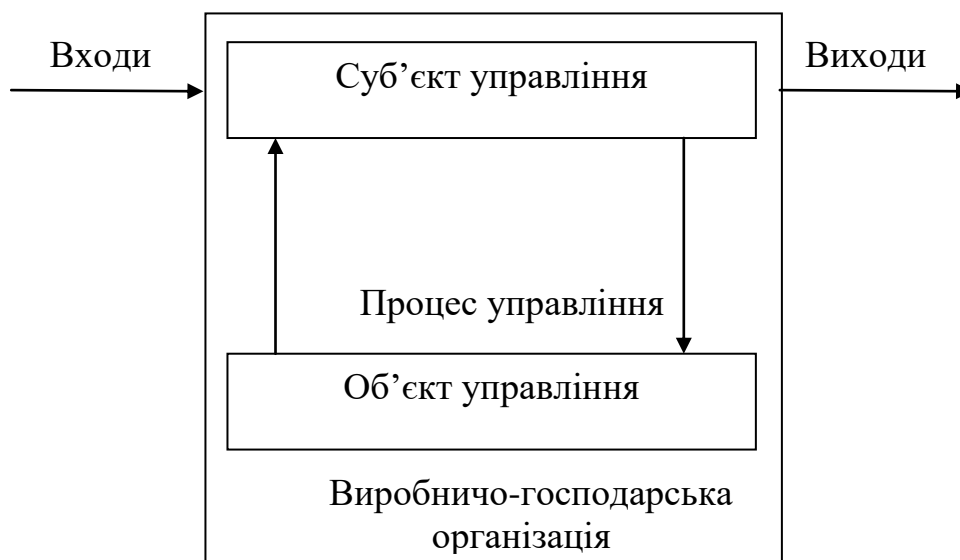 Входи
Суб’єкт управління
Виходи
Процес управління
Об’єкт управління
Виробничо-господарська
організація